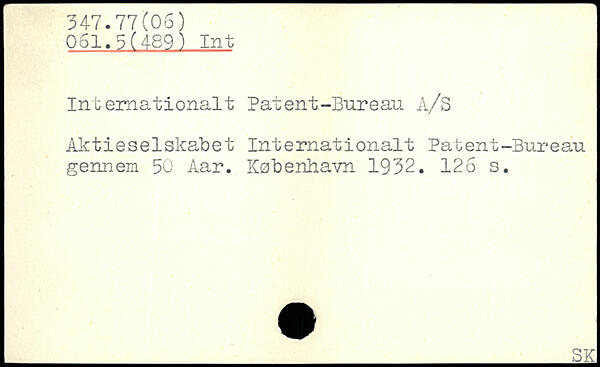 347.77(06)
061.5(489) Int
Internationalt Patent-Bureau A/S
Aktieselskabet Internationalt Patent-Bureau
gennem 50 Aar. København 1932. 126 s.
SK